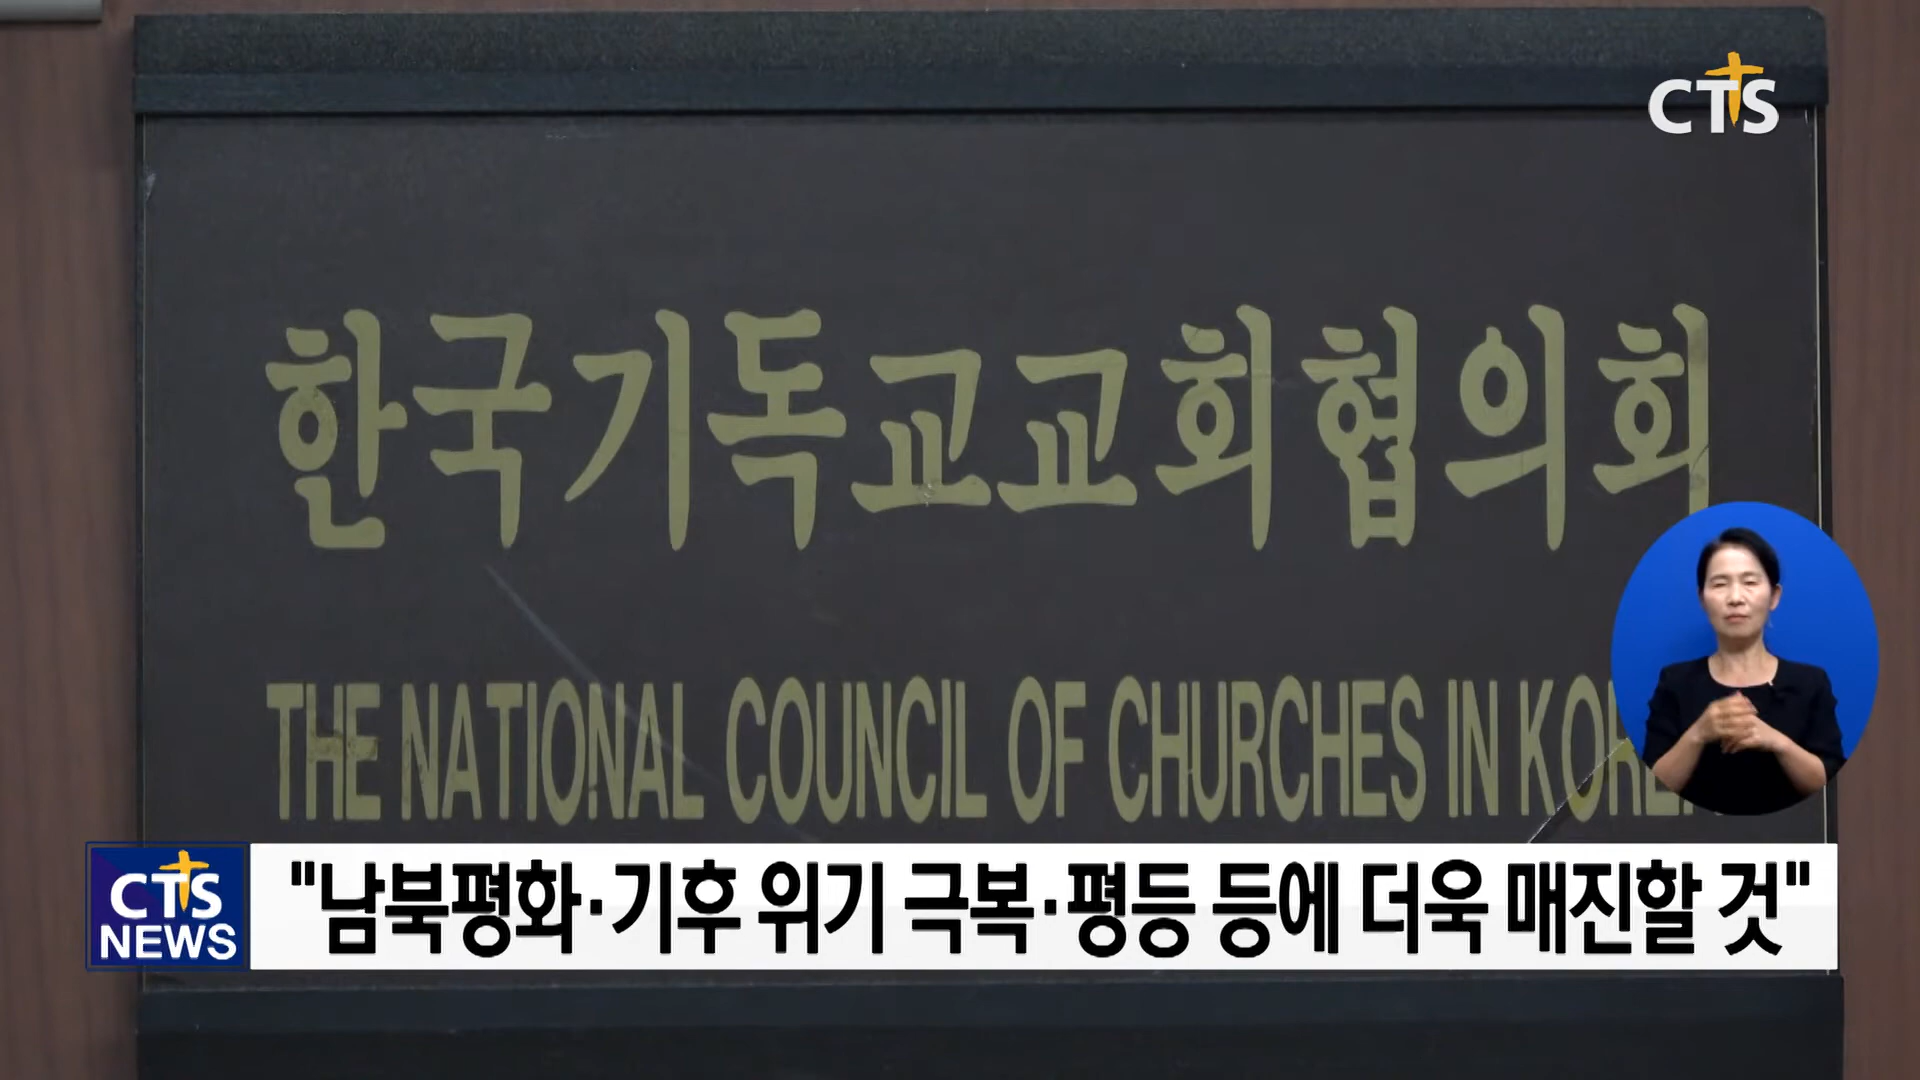 CTS
한국기독교교회협의회
THE NATIONAL COUNCIL OF CHURCHES IN KOREA
CTS
NEWS
"남북평화·기후 위기 극복·평등 등에 더욱 매진할 것"